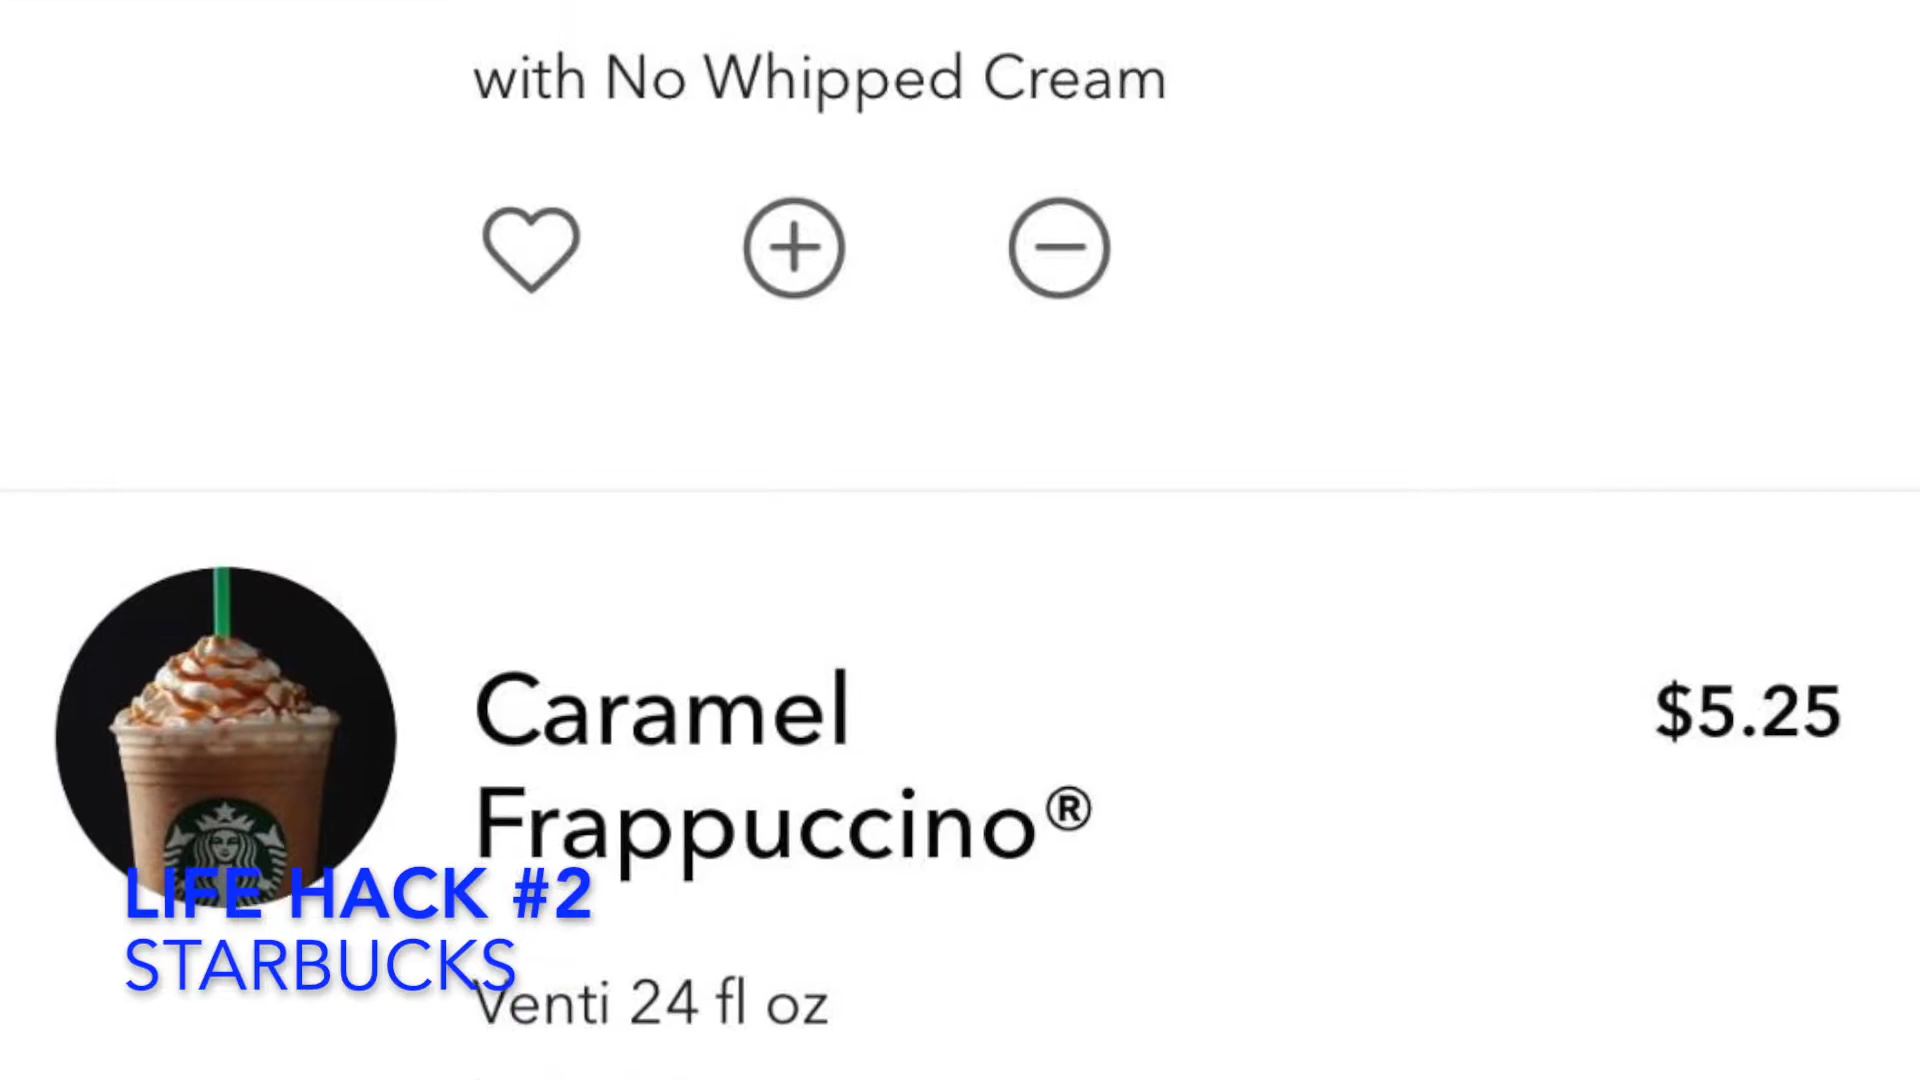 with No Whipped Cream
Caramel
Frappuccino®
$5.25
LIFE HACK #2
STARBUCKS
Venti 24 fl oz